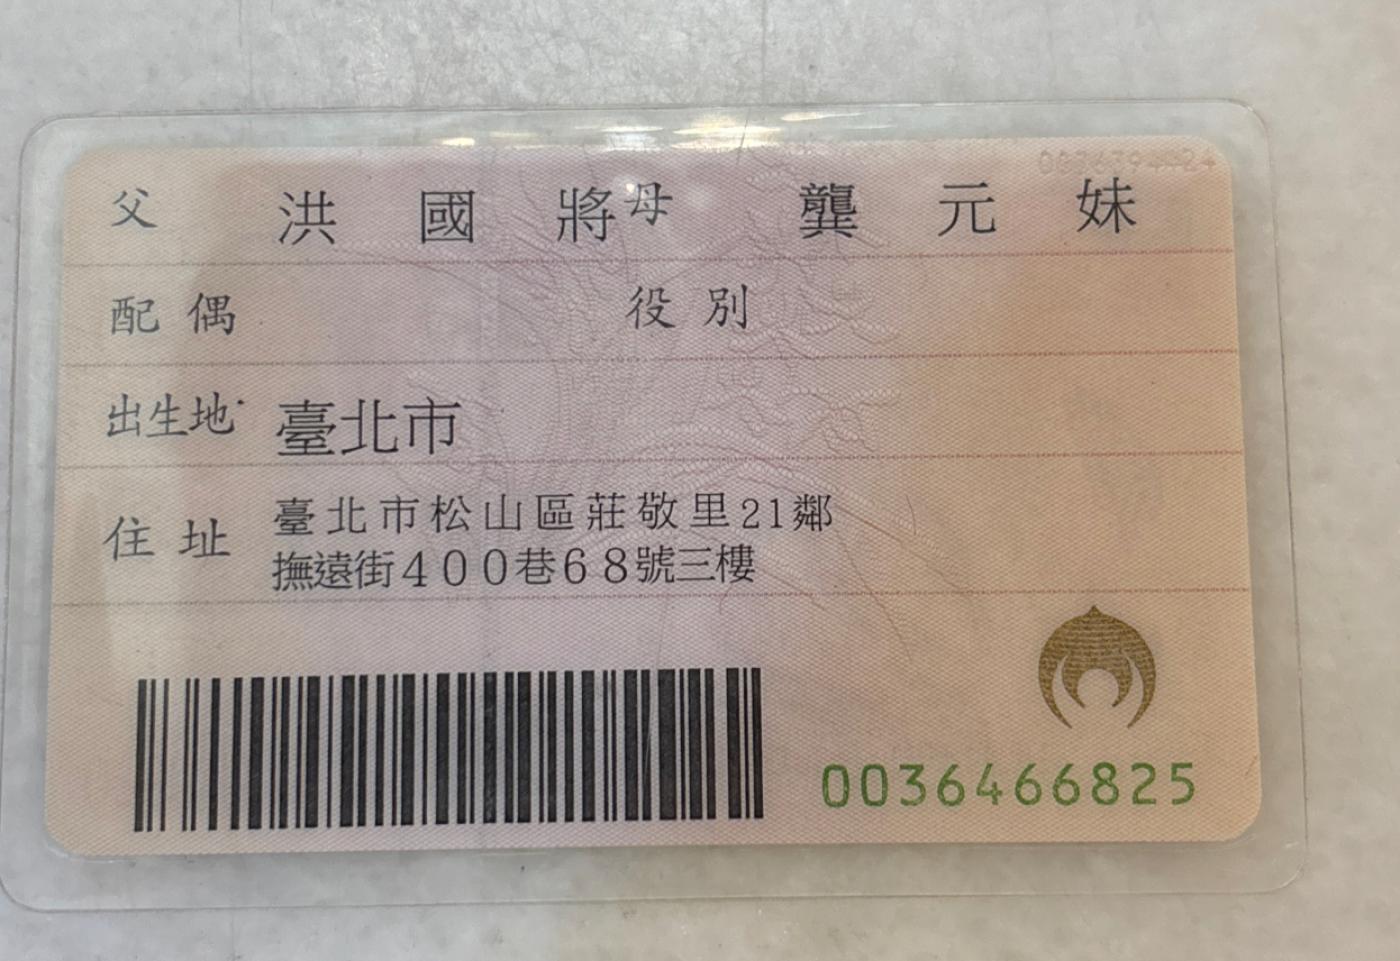 父 洪國將 母 龔元妹
配偶 役別
出生地 臺北市
住址 臺北市松山區莊敬里21鄰
撫遠街400巷68號三樓
0036466825